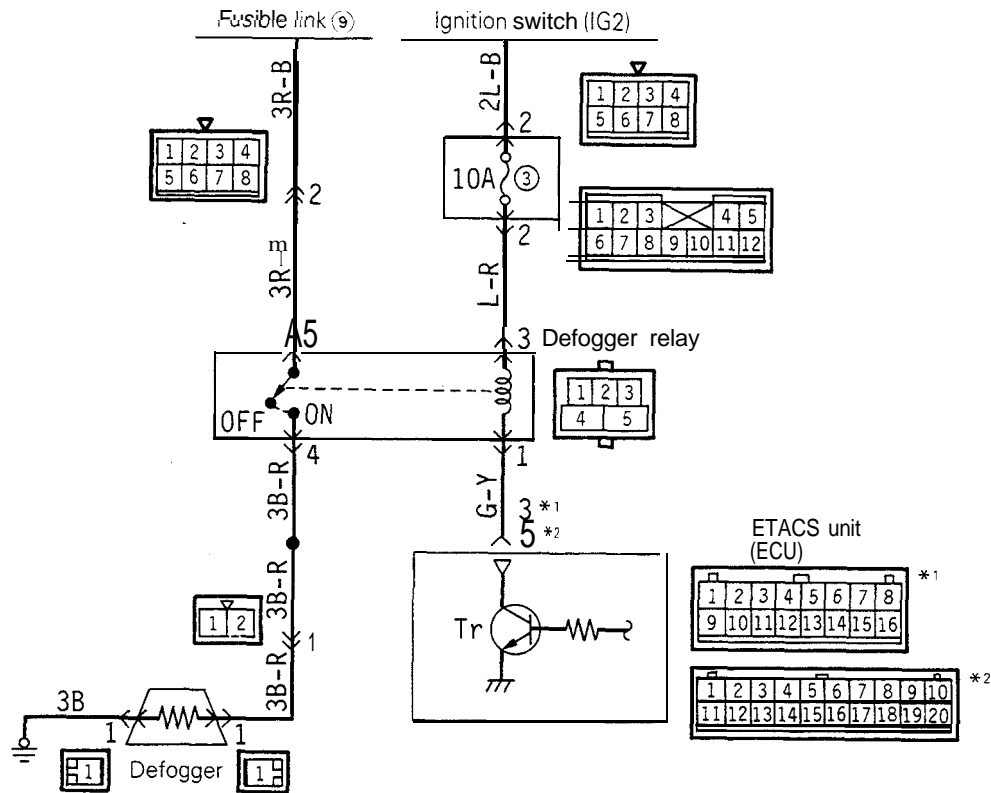 Fusible link ⑨
Ignition switch (IG2)
3R-B
2L-B
1 2 3 4
5 6 7 8
2
10A ③
1 2 3 4
5 6 7 8
2
1 2 3 4 5
6 7 8 9 10 11 12
2
m
3R-
L-R
A5
3
Defogger relay
1 2 3
4 5
OFF ON
4
1
3B-R
G-Y
3 *1
5 *2
ETACS unit
(ECU)
*1
1 2 3 4 5 6 7 8
9 10 11 12 13 14 15 16
3B-R
1 2
1
Tr
3B-R
*2
1 2 3 4 5 6 7 8 9 10
11 12 13 14 15 16 17 18 19 20
3B
1
1
1
Defogger
1